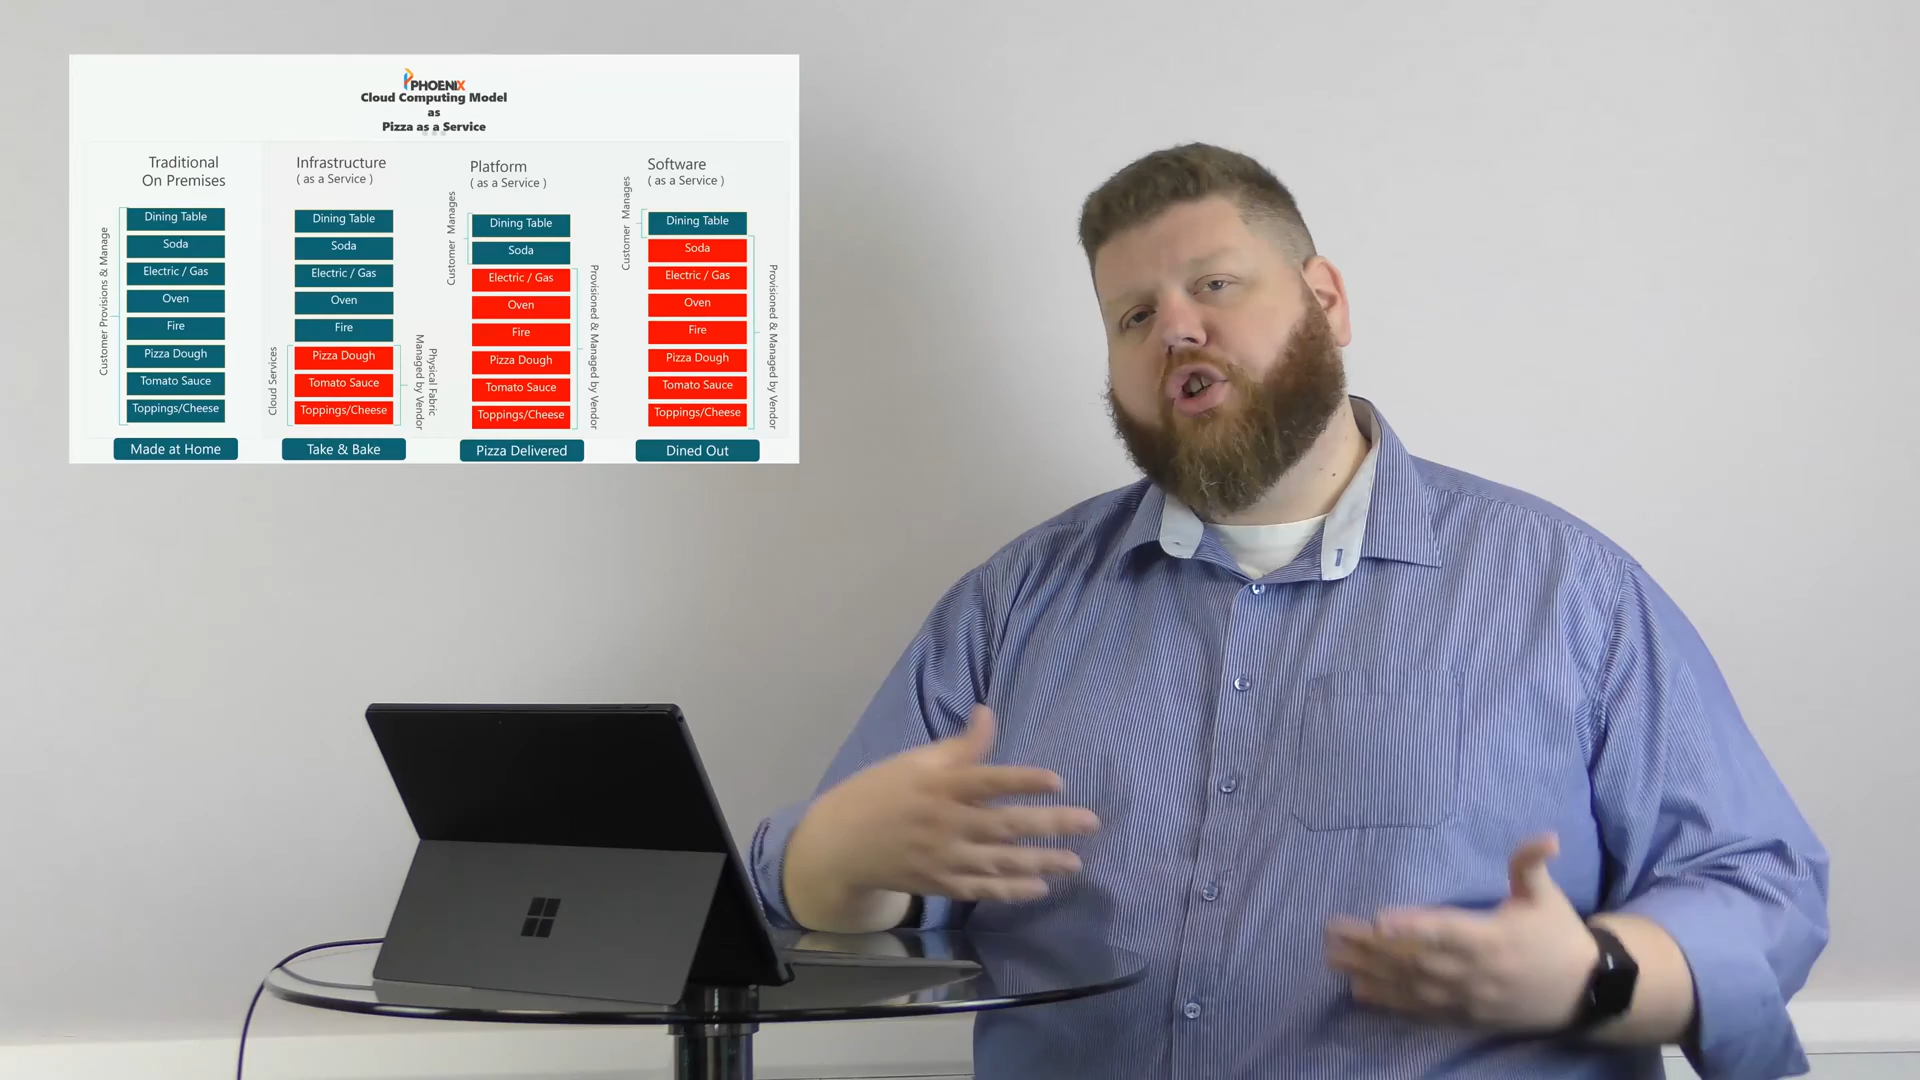 PHOENIX
Cloud Computing Model
as
Pizza as a Service
Traditional
On Premises
Customer Provisions & Manage
Dining Table
Soda
Electric / Gas
Oven
Fire
Pizza Dough
Tomato Sauce
Toppings/Cheese
Made at Home
Infrastructure
( as a Service )
Cloud Services
Dining Table
Soda
Electric / Gas
Oven
Fire
Pizza Dough
Tomato Sauce
Toppings/Cheese
Physical Fabric
Managed by Vendor
Take & Bake
Platform
( as a Service )
Customer Manages
Dining Table
Soda
Electric / Gas
Oven
Fire
Pizza Dough
Tomato Sauce
Toppings/Cheese
Provisioned & Managed by Vendor
Pizza Delivered
Software
( as a Service )
Customer Manages
Dining Table
Soda
Electric / Gas
Oven
Fire
Pizza Dough
Tomato Sauce
Toppings/Cheese
Provisioned & Managed by Vendor
Dined Out